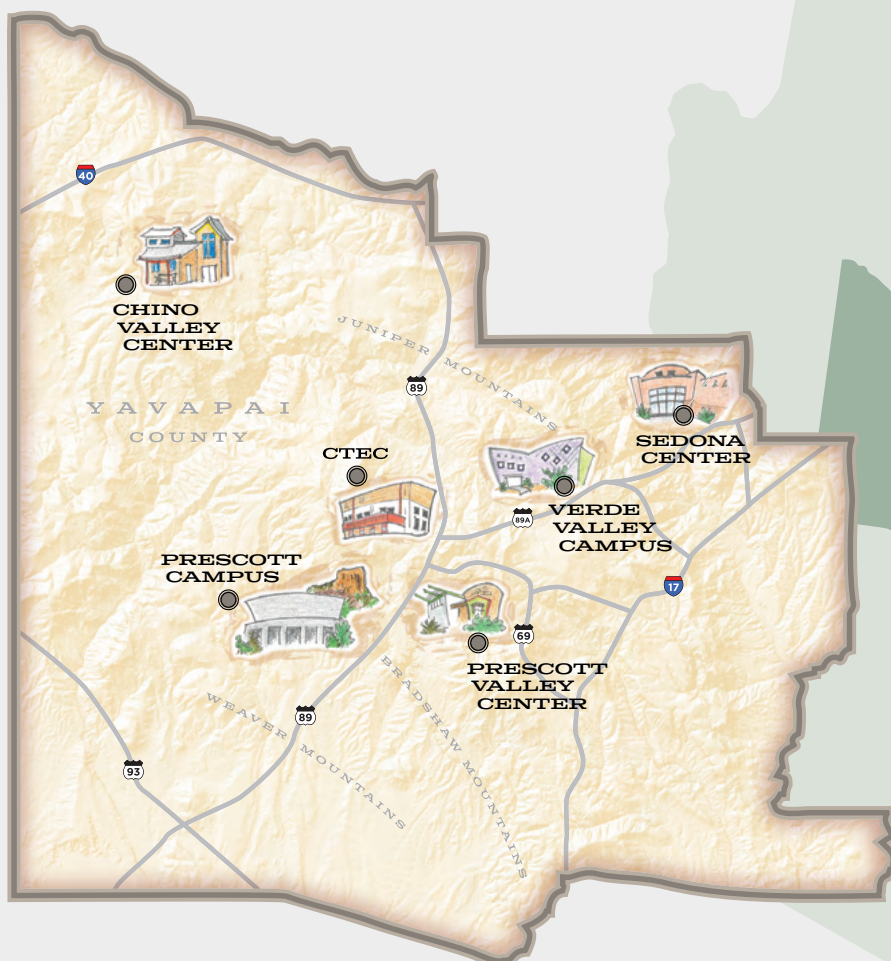 40
CHINO
VALLEY
CENTER
JUNIPER MOUNTAINS
89
YAVAPAI
COUNTY
SEDONA
CENTER
CTEC
VERDE
VALLEY
CAMPUS
89A
PRESCOTT
CAMPUS
17
69
PRESCOTT
VALLEY
CENTER
BRADSHAW MOUNTAINS
WEAVER MOUNTAINS
89
93